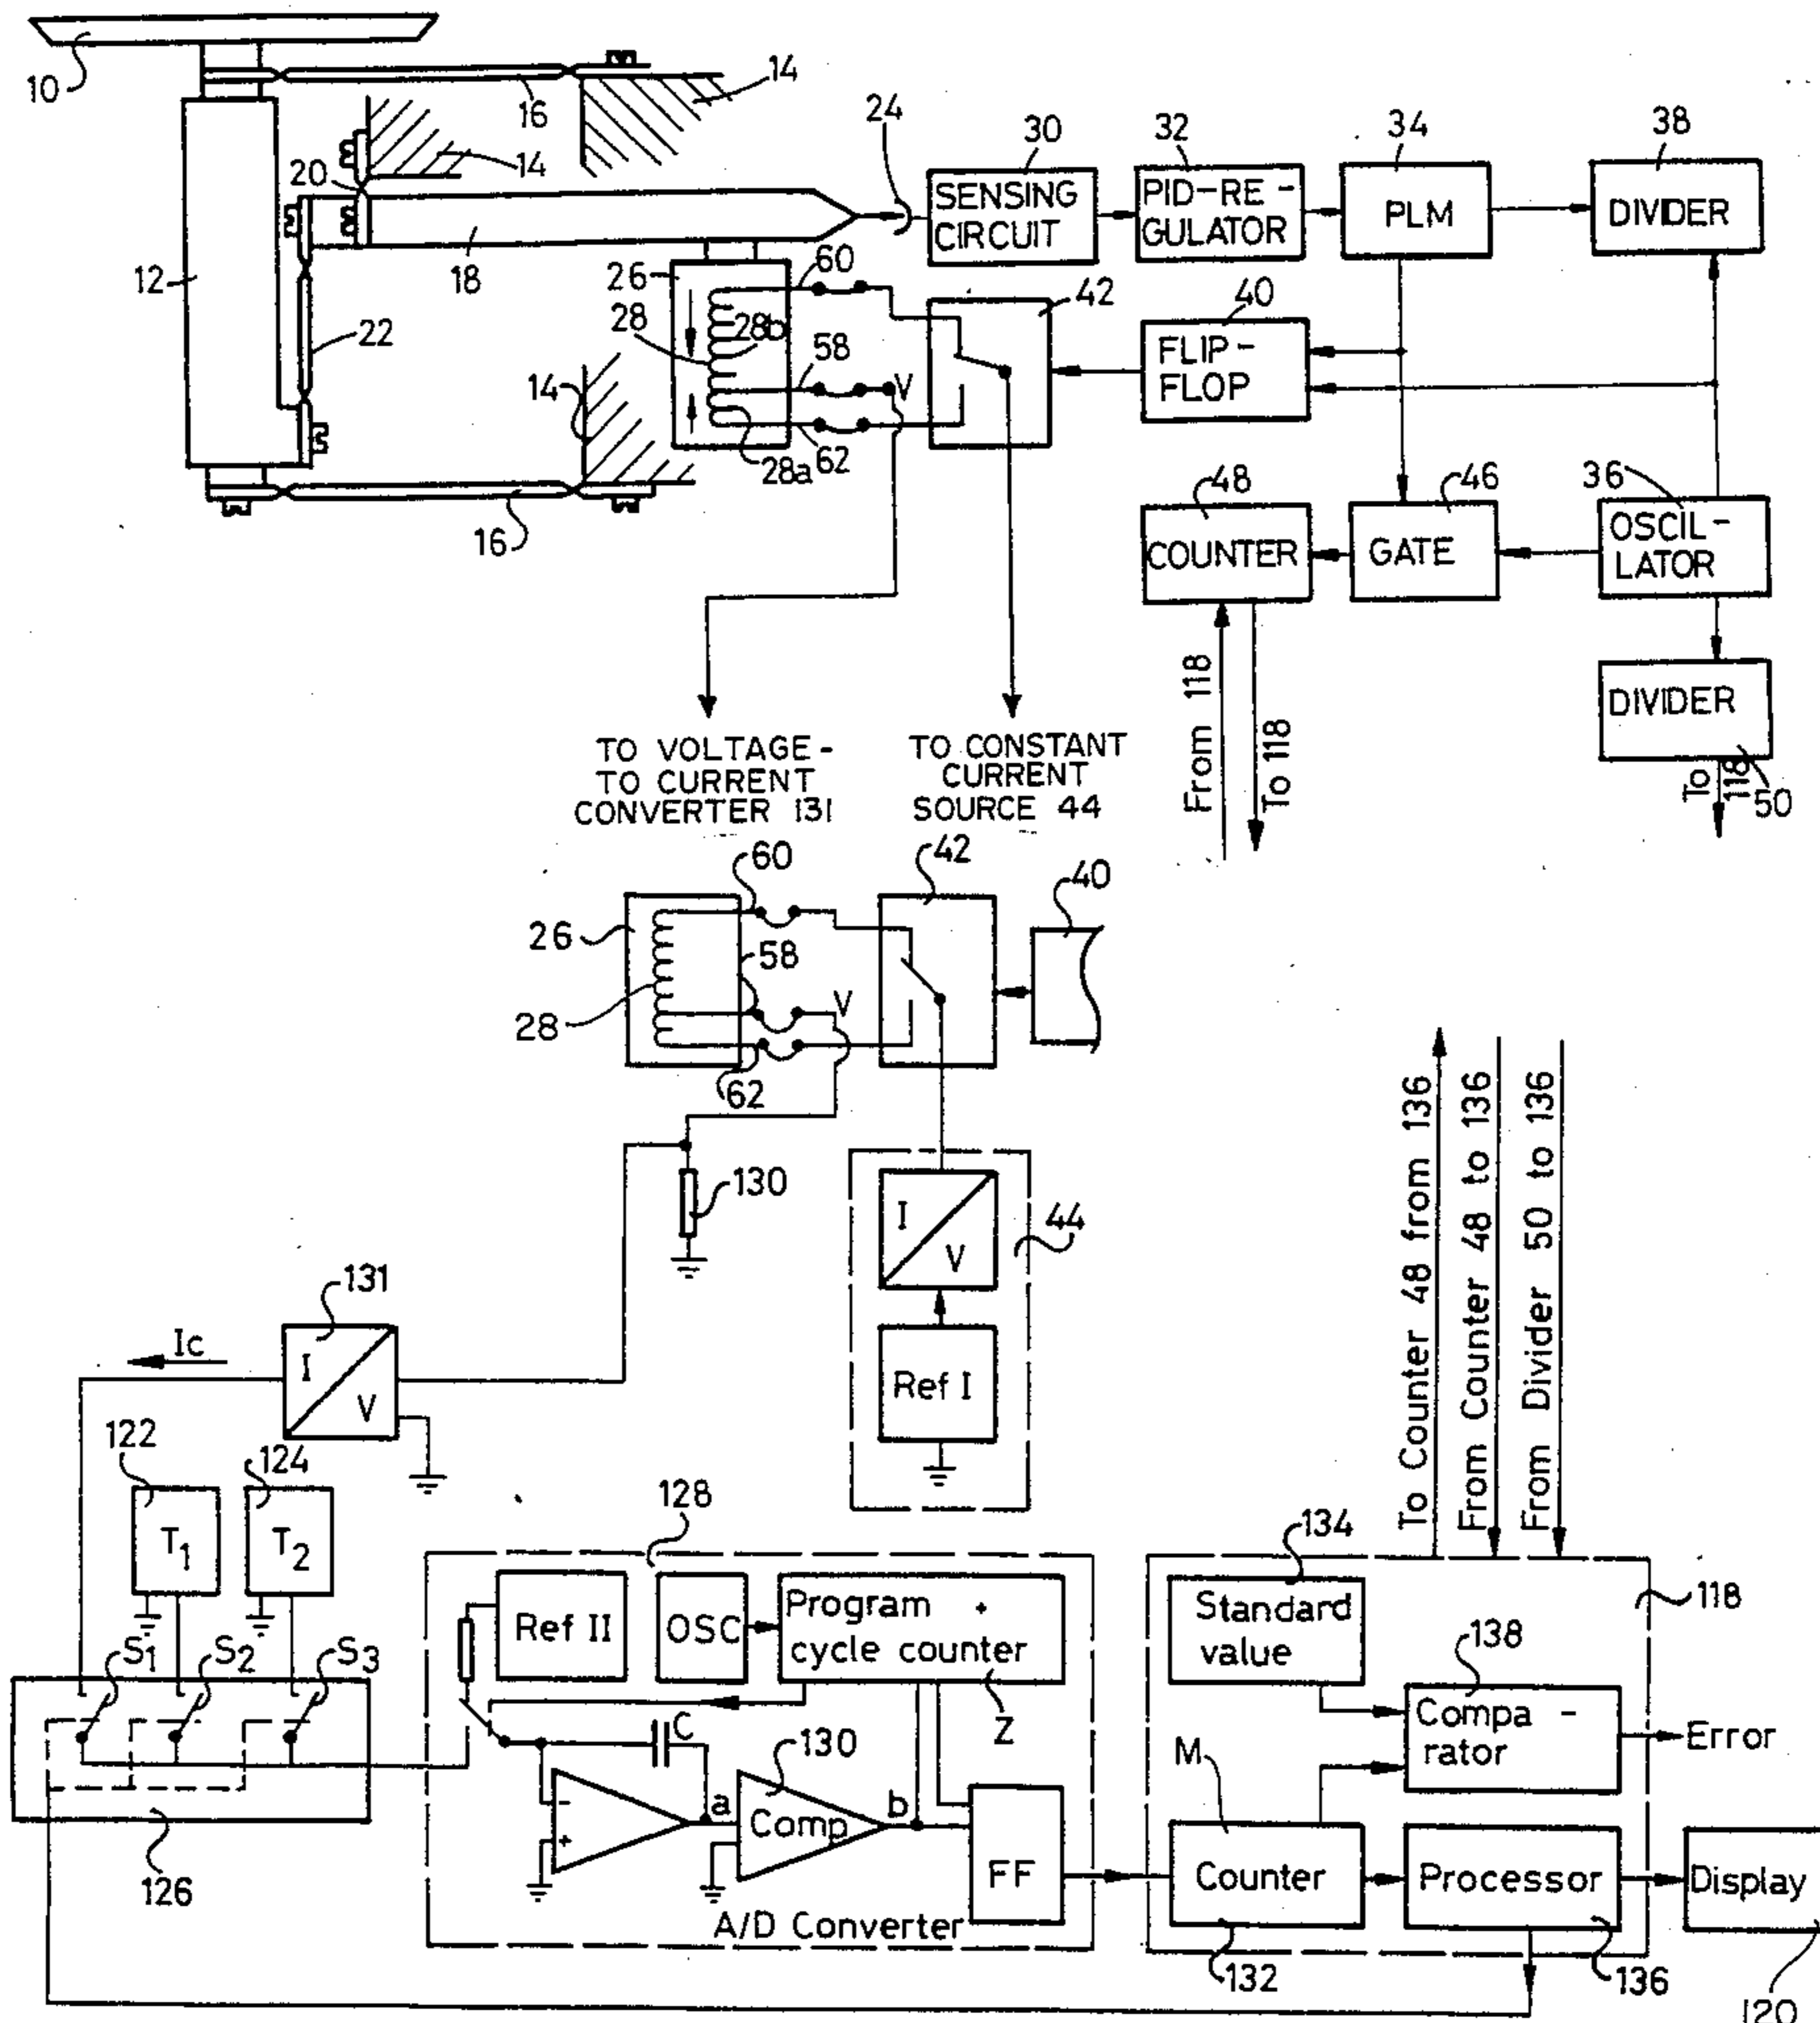 10
16
14
14
20
18
12
22
24
30
SENSING
CIRCUIT
32
PID-RE-
GULATOR
34
PLM
38
DIVIDER
26
60
28
28b
58
V
28a
62
42
40
FLIP-
FLOP
14
16
48
COUNTER
46
GATE
36
OSCIL-
LATOR
DIVIDER
50
From 118
To 118
To
118
TO VOLTAGE-
TO CURRENT
CONVERTER 131
TO CONSTANT
CURRENT
SOURCE 44
60
42
40
26
58
V
28
62
130
I
V
44
Ref I
131
Ic
I
V
122
T1
124
T2
S1
S2
S3
126
128
Ref II
OSC
Program +
cycle counter
Z
C
-
+
a
130
Comp
b
FF
A/D Converter
To Counter 48 from 136
From Counter 48 to 136
From Divider 50 to 136
134
Standard
value
118
138
Compa-
rator
Error
M
Counter
132
Processor
136
Display
120